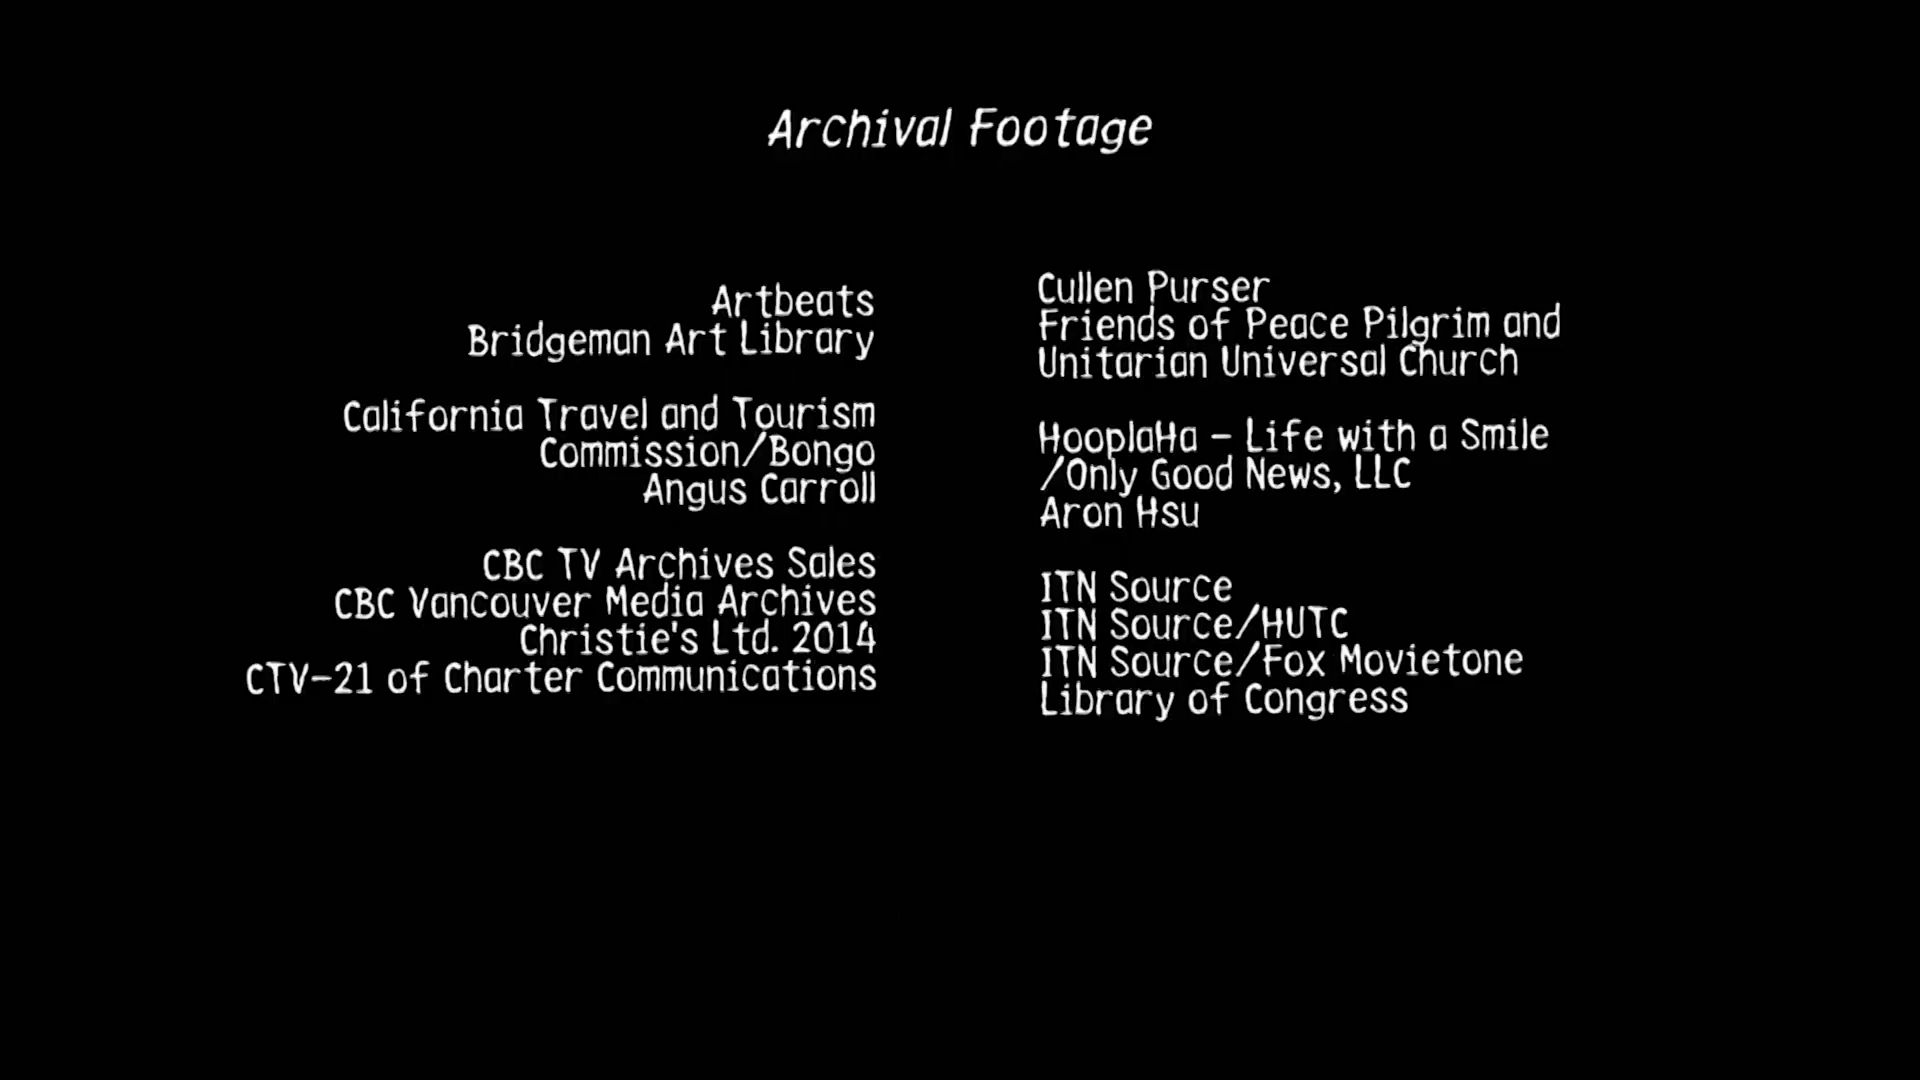 Archival Footage
Artbeats
Bridgeman Art Library
California Travel and Tourism
Commission/Bongo
Angus Carroll
CBC TV Archives Sales
CBC Vancouver Media Archives
Christie's Ltd. 2014
CTV-21 of Charter Communications
Cullen Purser
Friends of Peace Pilgrim and
Unitarian Universal Church
HooplaHa - Life with a Smile
/Only Good News, LLC
Aron Hsu
ITN Source
ITN Source/HUTC
ITN Source/Fox Movietone
Library of Congress